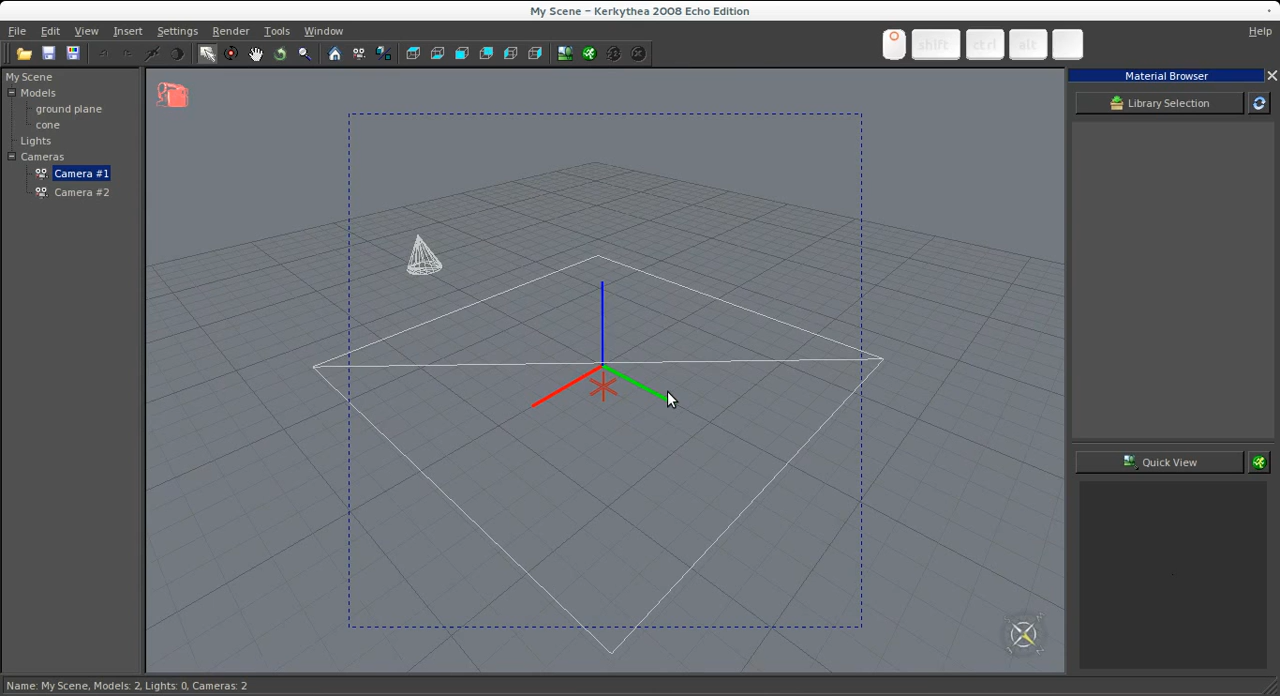 My Scene - Kerkythea 2008 Echo Edition
File Edit View Insert Settings Render Tools Window Help
shift ctrl alt
My Scene
Models
ground plane
cone
Lights
Cameras
Camera #1
Camera #2
Material Browser
Library Selection
Quick View
Name: My Scene, Models: 2, Lights: 0, Cameras: 2